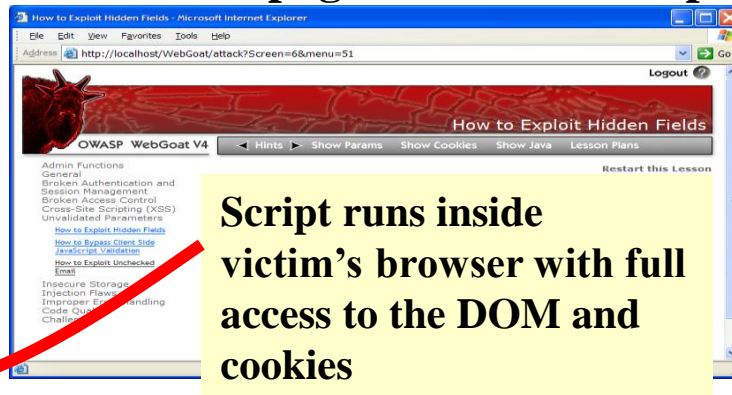 How to Exploit Hidden Fields - Microsoft Internet Explorer
File Edit View Favorites Tools Help
Address http://localhost/WebGoat/attack?Screen=6&menu=51 Go
Logout ?
How to Exploit Hidden Fields
OWASP WebGoat V4 Hints Show Params Show Cookies Show Java Lesson Plans
Restart this Lesson
Admin Functions
General
Broken Authentication and
Session Management
Broken Access Control
Cross-Site Scripting (XSS)
Unvalidated Parameters
How to Exploit Hidden Fields
How to Bypass Client Side
JavaScript Validation
How to Exploit Unchecked
Email
Insecure Storage
Injection Flaws
Improper Handling
Code
Script runs inside
victim's browser with full
access to the DOM and
cookies